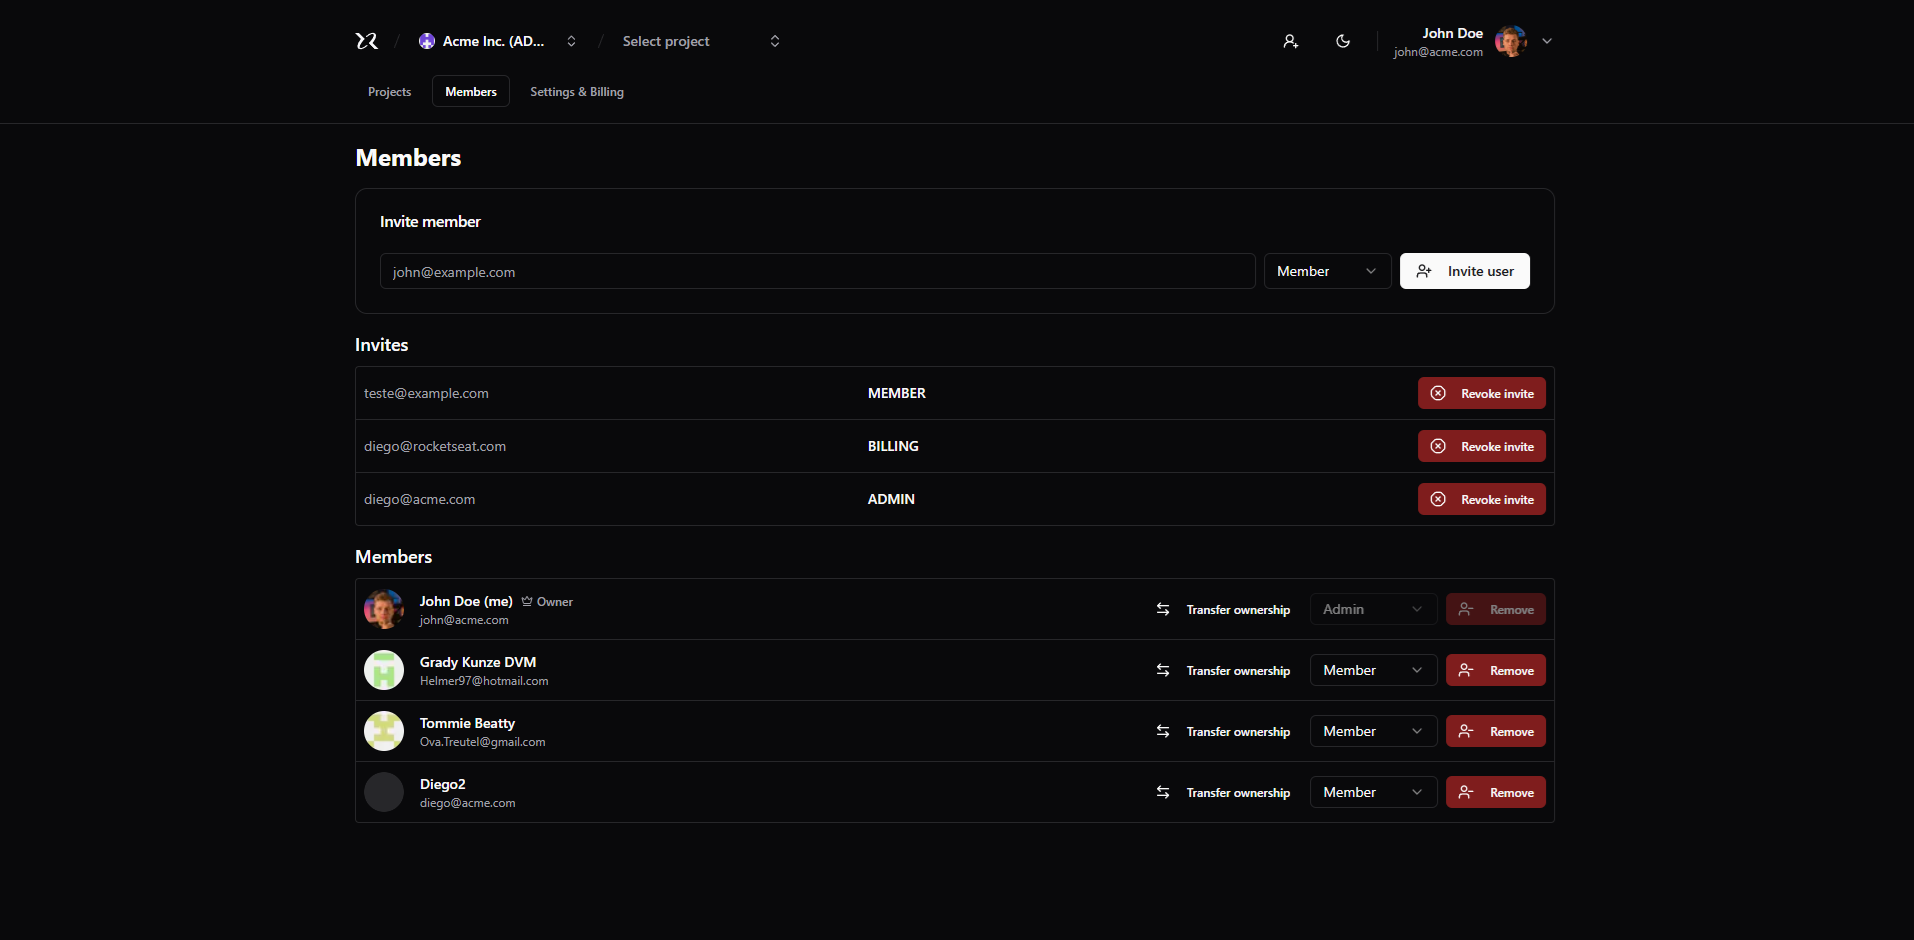 Acme Inc. (AD...
Select project
John Doe
john@acme.com
Projects
Members
Settings & Billing
Members
Invite member
john@example.com
Member
Invite user
Invites
teste@example.com MEMBER Revoke invite
diego@rocketseat.com BILLING Revoke invite
diego@acme.com ADMIN Revoke invite
Members
John Doe (me) Owner
john@acme.com
Transfer ownership Admin Remove
Grady Kunze DVM
Helmer97@hotmail.com
Transfer ownership Member Remove
Tommie Beatty
Ova.Treutel@gmail.com
Transfer ownership Member Remove
Diego2
diego@acme.com
Transfer ownership Member Remove